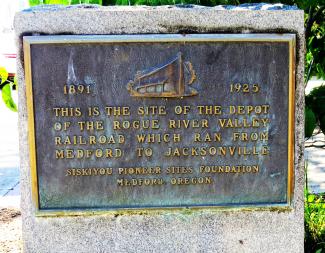 1891 1925
THIS IS THE SITE OF THE DEPOT
OF THE ROGUE RIVER VALLEY
RAILROAD WHICH RAN FROM
MEDFORD TO JACKSONVILLE
SISKIYOU PIONEER SITES FOUNDATION
MEDFORD, OREGON